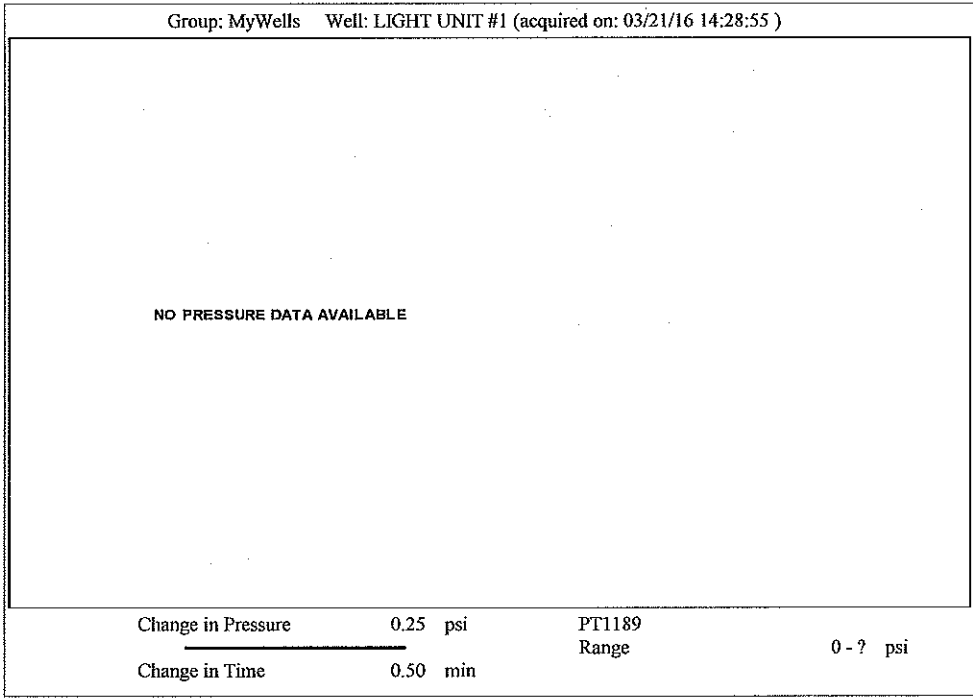 Group: MyWells Well: LIGHT UNIT #1 (acquired on: 03/21/16 14:28:55 )
NO PRESSURE DATA AVAILABLE
Change in Pressure 0.25 psi PT1189
Range 0 - ? psi
Change in Time 0.50 min